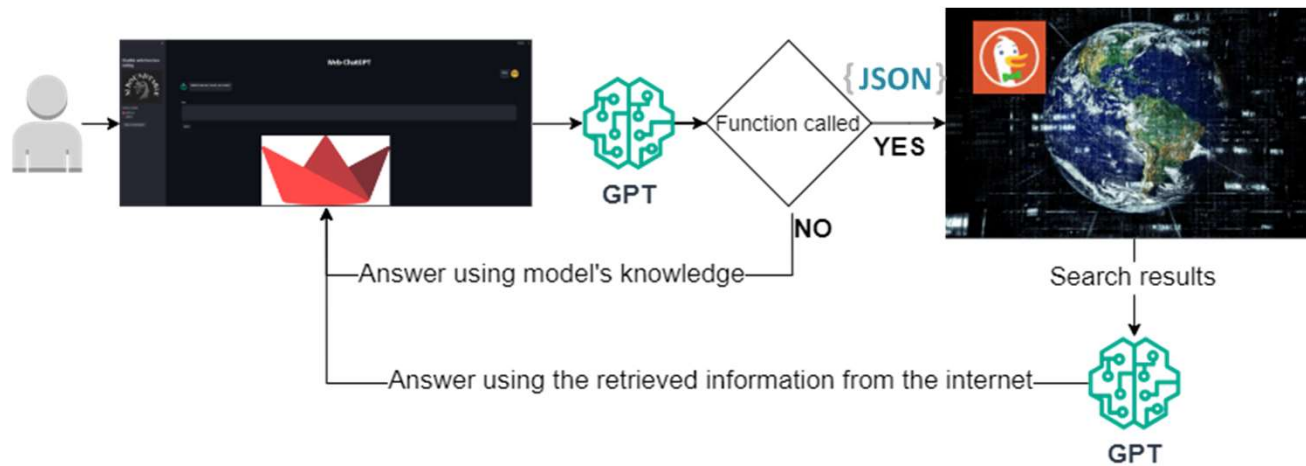 Web ChatGPT
{JSON}
Function called
YES
GPT
NO
Answer using model's knowledge
Search results
Answer using the retrieved information from the internet
GPT